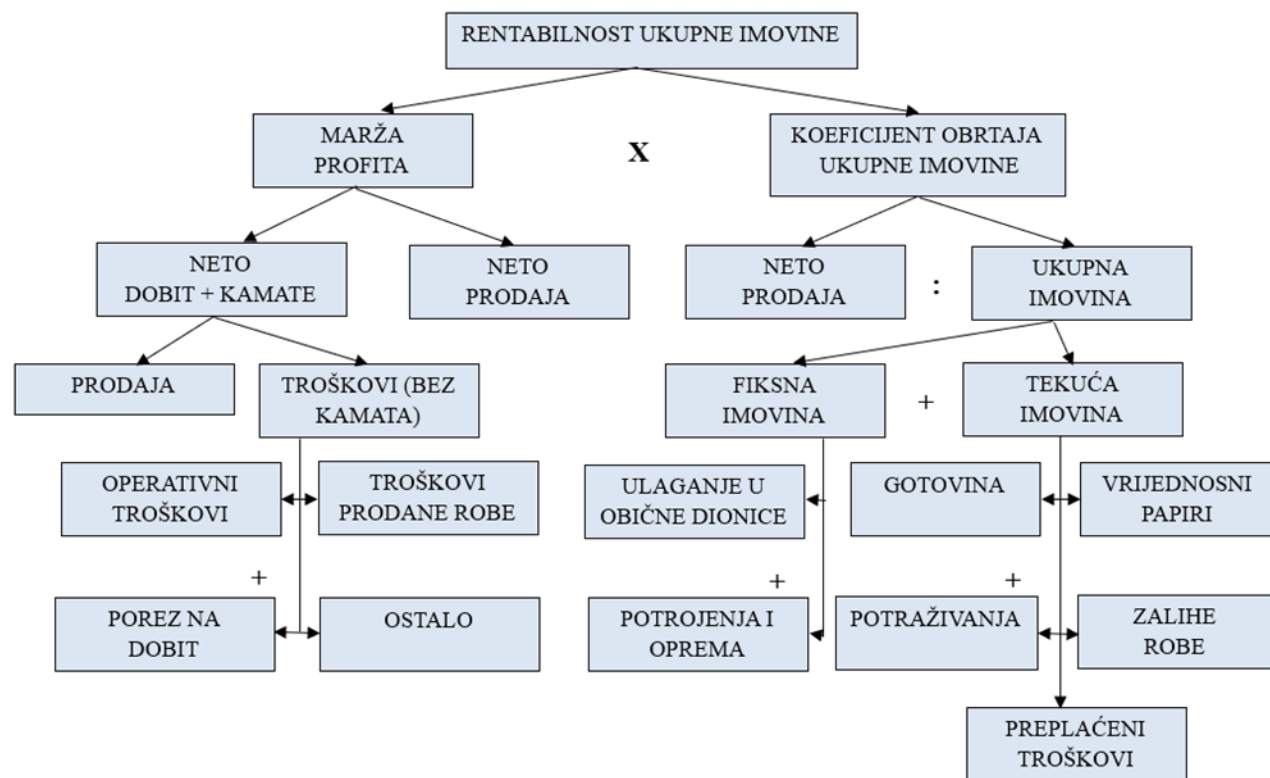 RENTABILNOST UKUPNE IMOVINE
MARŽA
PROFITA
X
KOEFICIJENT OBRTAJA
UKUPNE IMOVINE
NETO
DOBIT + KAMATE
NETO
PRODAJA
NETO
PRODAJA
:
UKUPNA
IMOVINA
PRODAJA
TROŠKOVI (BEZ
KAMATA)
FIKSNA
IMOVINA
+
TEKUĆA
IMOVINA
OPERATIVNI
TROŠKOVI
TROŠKOVI
PRODANE ROBE
ULAGANJE U
OBIČNE DIONICE
GOTOVINA
VRIJEDNOSNI
PAPIRI
+
+
+
POREZ NA
DOBIT
OSTALO
POTROJENJA I
OPREMA
POTRAŽIVANJA
ZALIHE
ROBE
PREPLAĆENI
TROŠKOVI